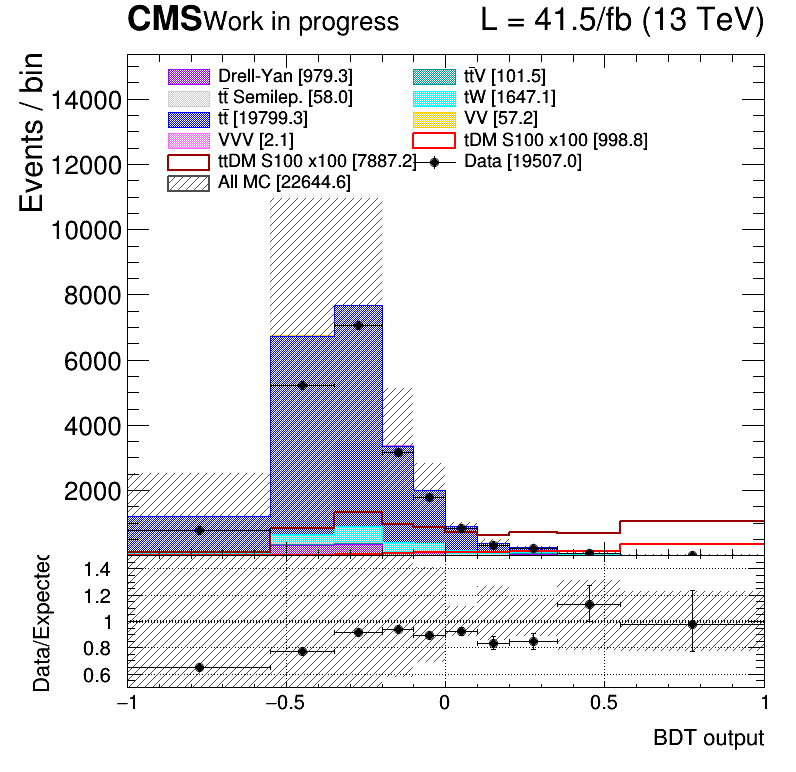 CMS Work in progress L = 41.5/fb (13 TeV)
Events / bin
Drell-Yan [979.3] tt̄V [101.5]
tt̄ Semilep. [58.0] tW [1647.1]
tt̄ [19799.3] VV [57.2]
VVV [2.1] tDM S100 x100 [998.8]
ttDM S100 x100 [7887.2] Data [19507.0]
All MC [22644.6]
14000
12000
10000
8000
6000
4000
2000
Data/Expected
1.4
1.2
1
0.8
0.6
−1 −0.5 0 0.5 1
BDT output